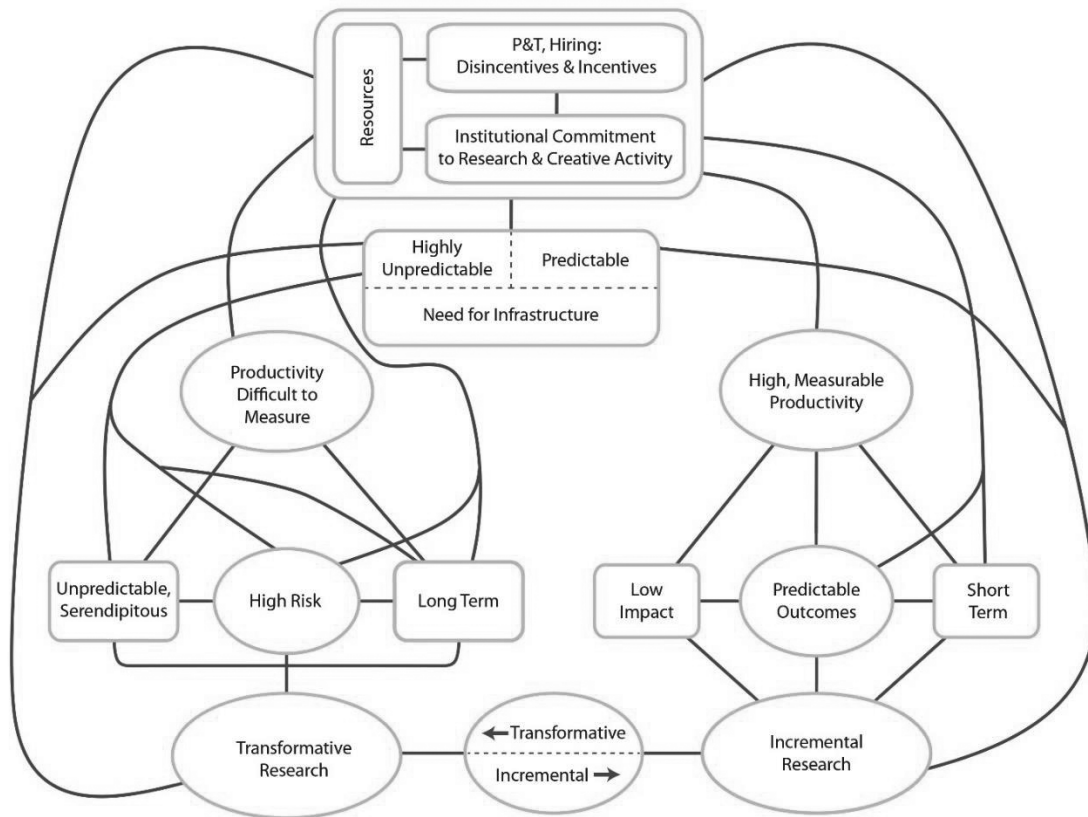 P&T, Hiring:
Disincentives & Incentives
Resources
Institutional Commitment
to Research & Creative Activity
Highly
Unpredictable
Predictable
Need for Infrastructure
Productivity
Difficult to
Measure
High, Measurable
Productivity
Unpredictable,
Serendipitous
High Risk
Long Term
Low
Impact
Predictable
Outcomes
Short
Term
Transformative
Research
Transformative
Incremental
Incremental
Research